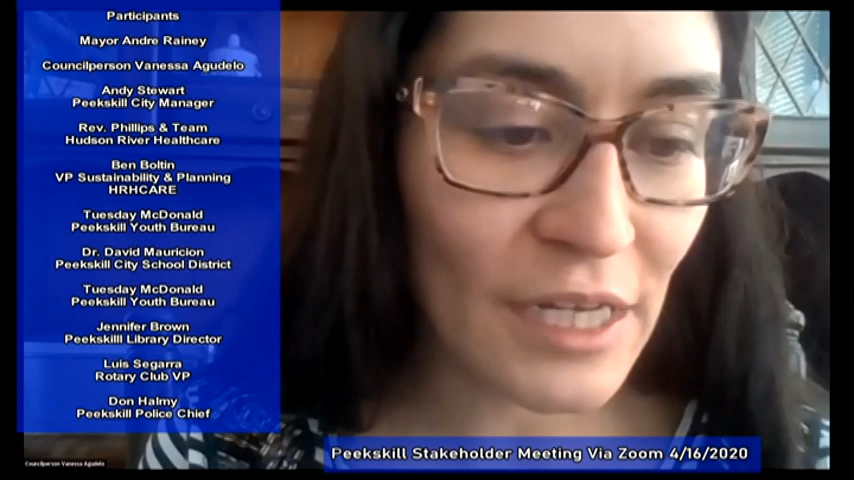 Participants
Mayor Andre Rainey
Councilperson Vanessa Agudelo
Andy Stewart
Peekskill City Manager
Rev. Phillips & Team
Hudson River Healthcare
Ben Boltin
VP Sustainability & Planning
HRHCARE
Tuesday McDonald
Peekskill Youth Bureau
Dr. David Mauricion
Peekskill City School District
Tuesday McDonald
Peekskill Youth Bureau
Jennifer Brown
Peekskilll Library Director
Luis Segarra
Rotary Club VP
Don Halmy
Peekskill Police Chief
Peekskill Stakeholder Meeting Via Zoom 4/16/2020
Councilperson Vanessa Agudelo